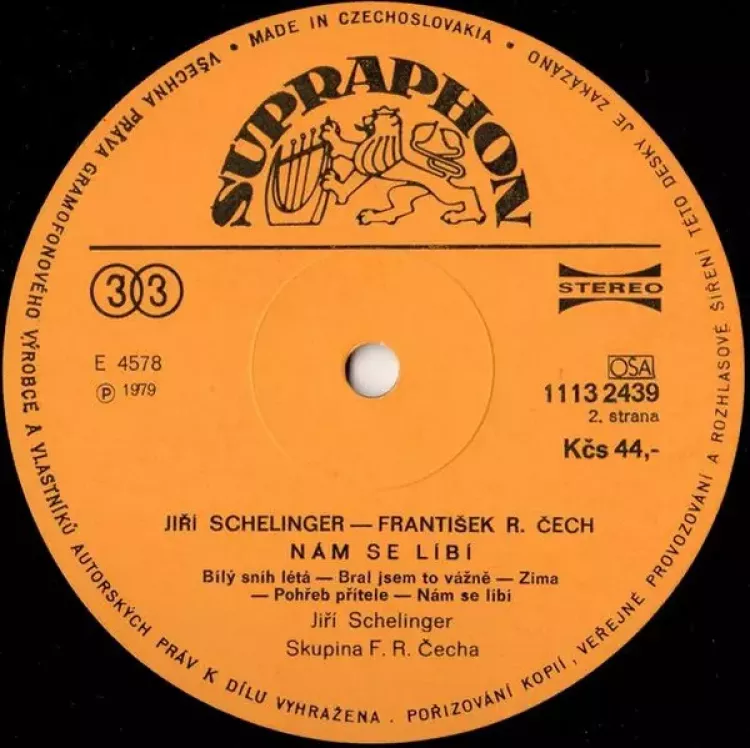 MADE IN CZECHOSLOVAKIA •
VŠECHNA PRÁVA GRAMOFONOVÉHO VÝROBCE A VLASTNÍKŮ AUTORSKÝCH PRÁV K DÍLU VYHRAŽENA . POŘIZOVÁNÍ KOPIÍ , VEŘEJNÉ PROVOZOVÁNÍ A ROZHLASOVÉ ŠÍŘENÍ TÉTO DESKY JE ZAKÁZÁNO •
SUPRAPHON
33
STEREO
E 4578
Ⓟ 1979
OSA
1113 2439
2. strana
Kčs 44,-
JIŘÍ SCHELINGER — FRANTIŠEK R. ČECH
NÁM SE LÍBÍ
Bílý sníh létá — Bral jsem to vážně — Zima
— Pohřeb přítele — Nám se líbí
Jiří Schelinger
Skupina F. R. Čecha